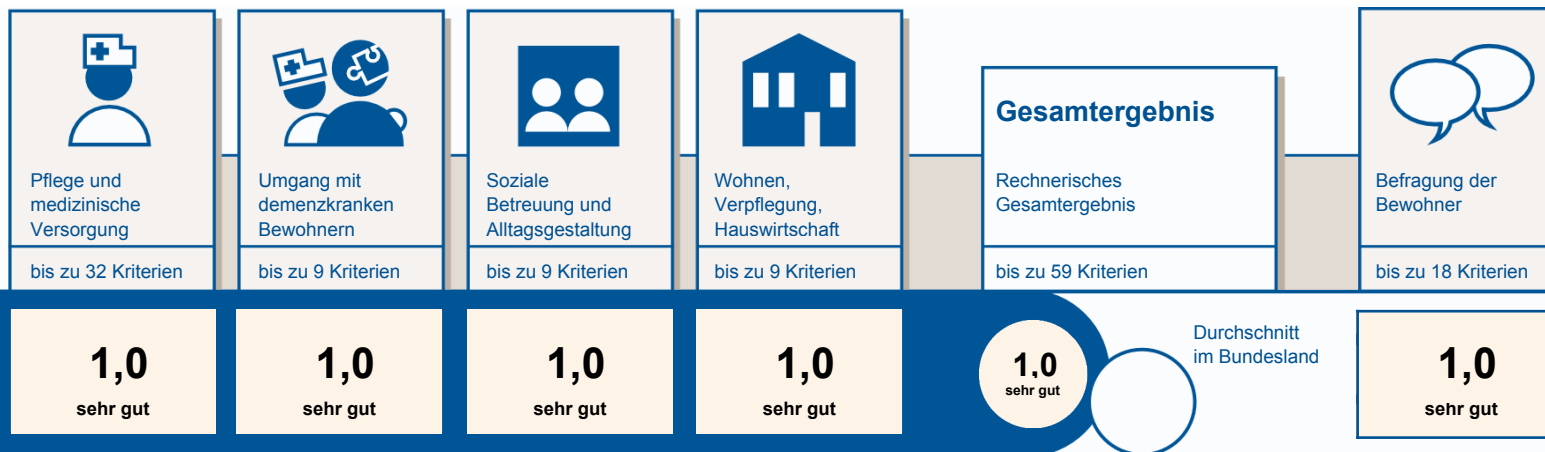 Pflege und
medizinische
Versorgung
bis zu 32 Kriterien
1,0
sehr gut
Umgang mit
demenzkranken
Bewohnern
bis zu 9 Kriterien
1,0
sehr gut
Soziale
Betreuung und
Alltagsgestaltung
bis zu 9 Kriterien
1,0
sehr gut
Wohnen,
Verpflegung,
Hauswirtschaft
bis zu 9 Kriterien
1,0
sehr gut
Gesamtergebnis
Rechnerisches
Gesamtergebnis
bis zu 59 Kriterien
1,0
sehr gut
Durchschnitt
im Bundesland
Befragung der
Bewohner
bis zu 18 Kriterien
1,0
sehr gut